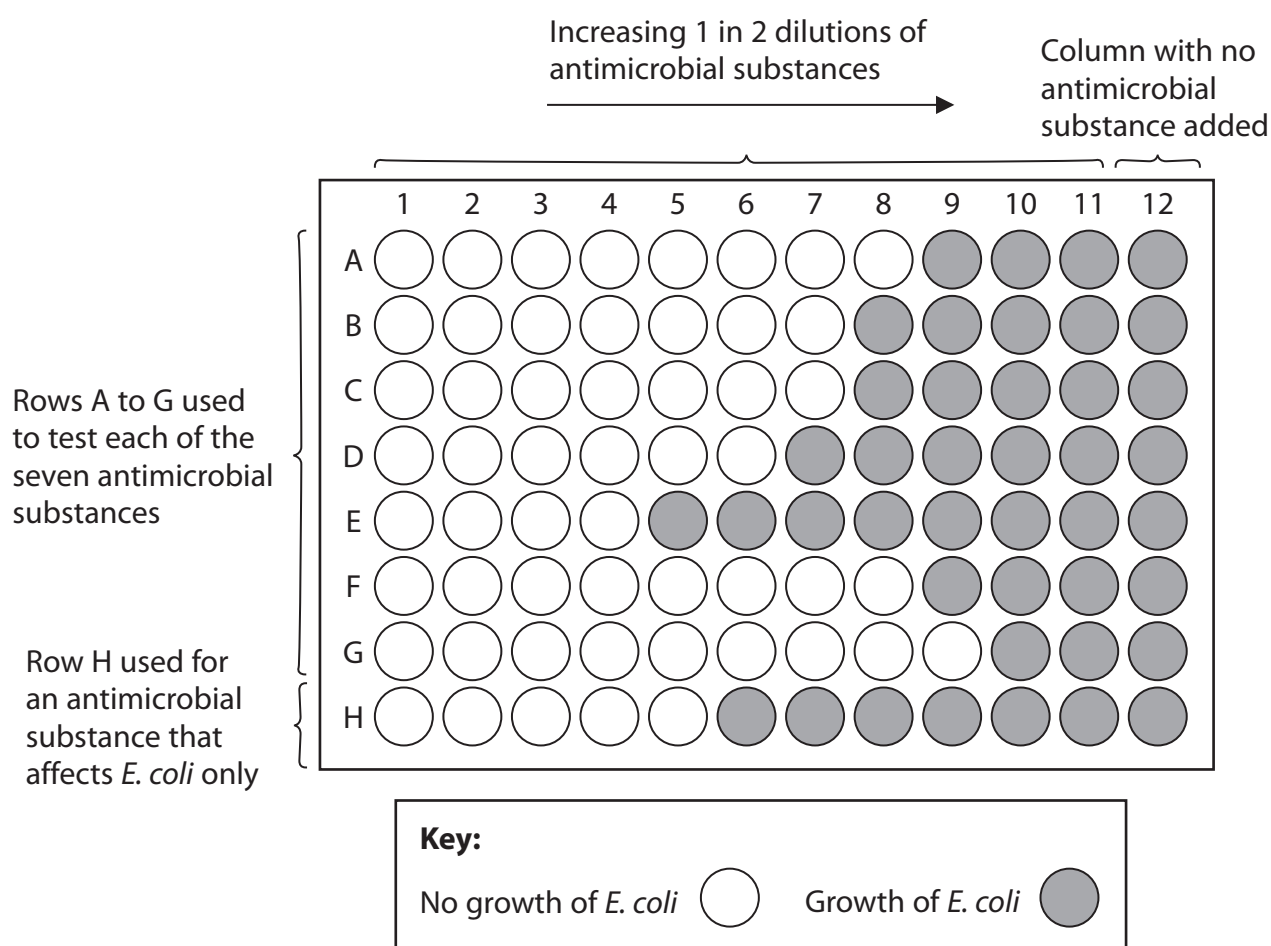 Increasing 1 in 2 dilutions of
antimicrobial substances
Column with no
antimicrobial
substance added
1 2 3 4 5 6 7 8 9 10 11 12
A
B
C
D
E
F
G
H
Rows A to G used
to test each of the
seven antimicrobial
substances
Row H used for
an antimicrobial
substance that
affects E. coli only
Key:
No growth of E. coli
Growth of E. coli